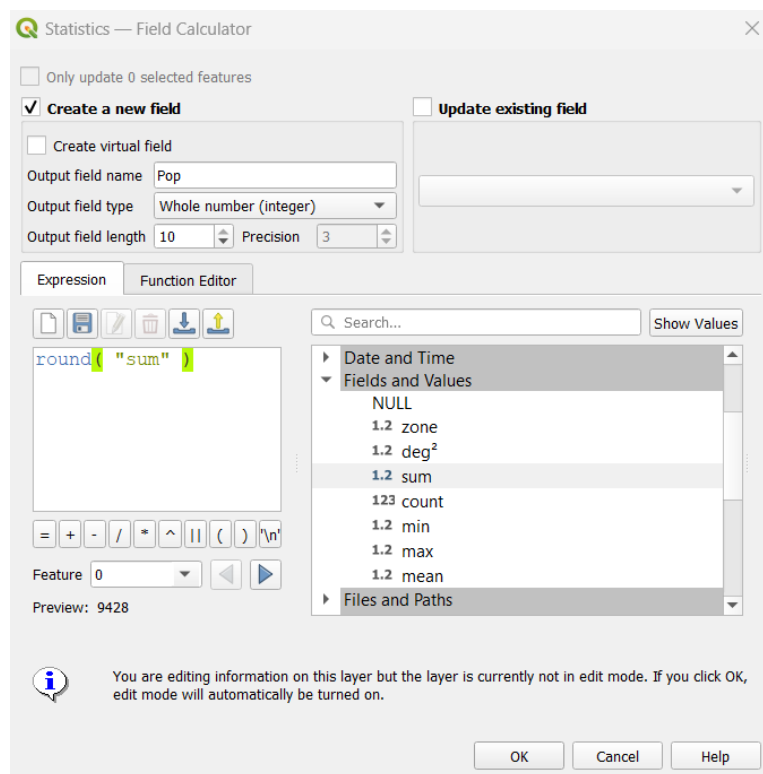 Statistics — Field Calculator
Only update 0 selected features
Create a new field
Update existing field
Create virtual field
Output field name Pop
Output field type Whole number (integer)
Output field length 10 Precision 3
Expression Function Editor
Search... Show Values
round( "sum" )
Date and Time
Fields and Values
NULL
1.2 zone
1.2 deg²
1.2 sum
123 count
1.2 min
1.2 max
1.2 mean
Files and Paths
= + - / * ^ || ( ) '\n'
Feature 0
Preview: 9428
You are editing information on this layer but the layer is currently not in edit mode. If you click OK,
edit mode will automatically be turned on.
OK Cancel Help